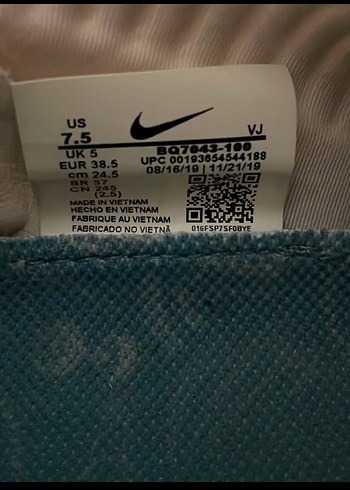 US
7.5
UK 5
EUR 38.5
cm 24.5
BR 37
CN 245
(2.5)
MADE IN VIETNAM
HECHO EN VIETNAM
FABRIQUE AU VIETNAM
FABRICADO NO VIETNÃ
VJ
BQ7043-100
UPC 00193654544188
08/16/19 | 11/21/19
016FSP7SF0BYE